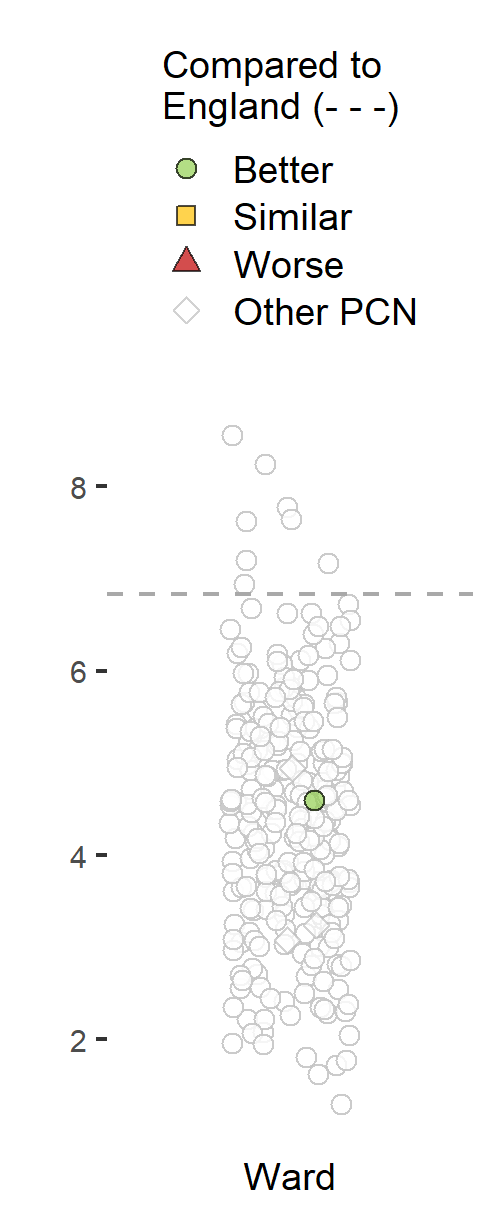 Compared to
England (- - -)
Better
Similar
Worse
Other PCN
8
6
4
2
Ward